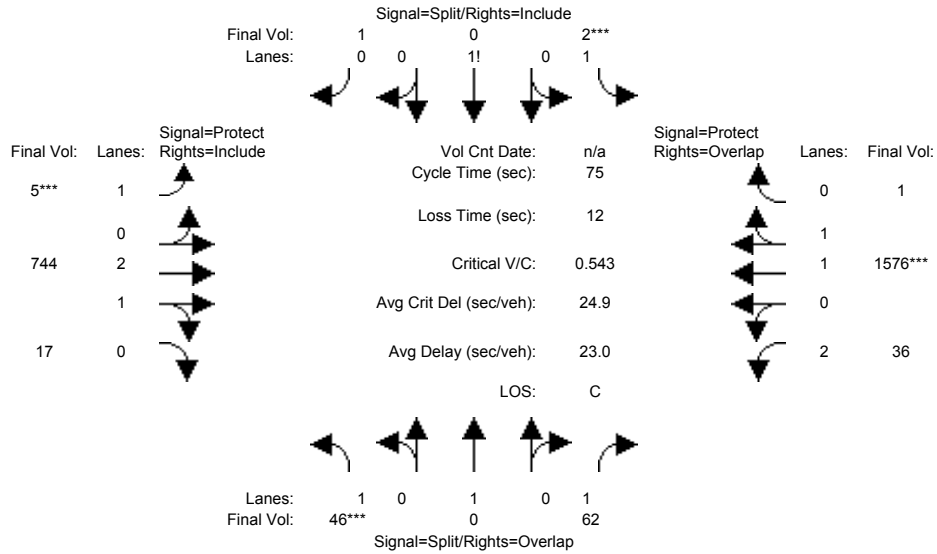 Signal=Split/Rights=Include
Final Vol: 1 0 2***
Lanes: 0 0 1! 0 1
Signal=Protect Signal=Protect
Final Vol: Lanes: Rights=Include Vol Cnt Date: n/a Rights=Overlap Lanes: Final Vol:
Cycle Time (sec): 75
5*** 1 0 1
Loss Time (sec): 12
0 1
744 2 Critical V/C: 0.543 1 1576***
1 Avg Crit Del (sec/veh): 24.9 0
17 0 Avg Delay (sec/veh): 23.0 2 36
LOS: C
Lanes: 1 0 1 0 1
Final Vol: 46*** 0 62
Signal=Split/Rights=Overlap